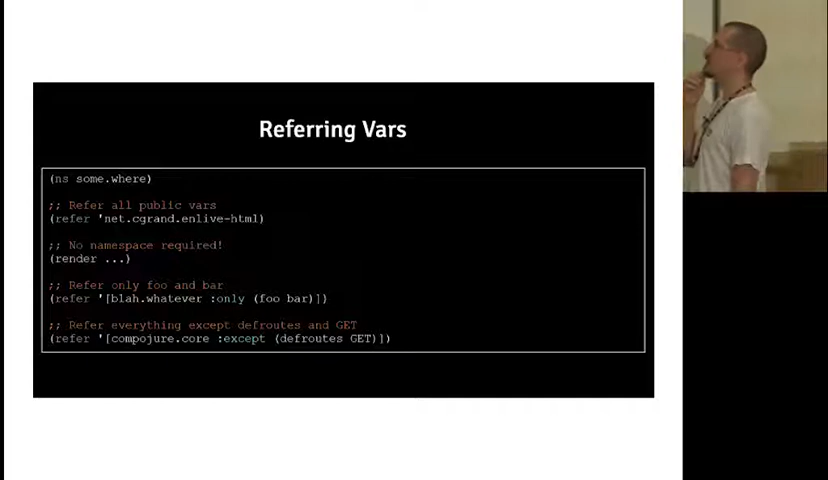 Referring Vars
(ns some.where)
;; Refer all public vars
(refer 'net.cgrand.enlive-html)
;; No namespace required!
(render ...)
;; Refer only foo and bar
(refer '[blah.whatever :only (foo bar)])
;; Refer everything except defroutes and GET
(refer '[compojure.core :except (defroutes GET)])